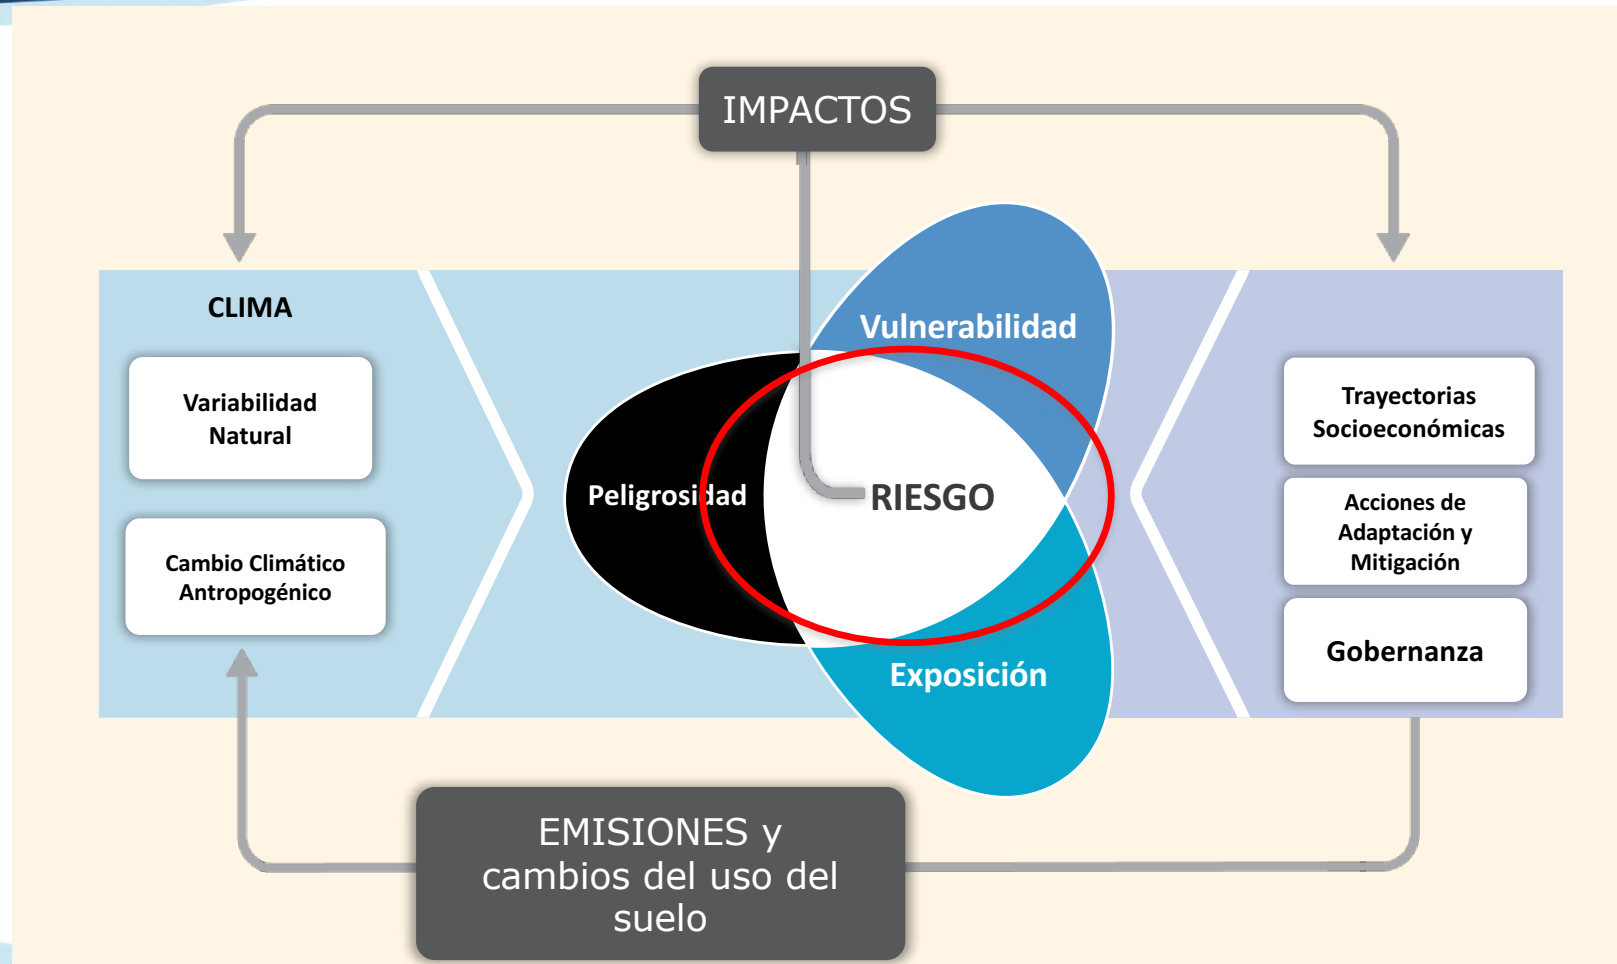 IMPACTOS
CLIMA
Variabilidad
Natural
Cambio Climático
Antropogénico
Vulnerabilidad
Peligrosidad
RIESGO
Exposición
Trayectorias
Socioeconómicas
Acciones de
Adaptación y
Mitigación
Gobernanza
EMISIONES y
cambios del uso del
suelo